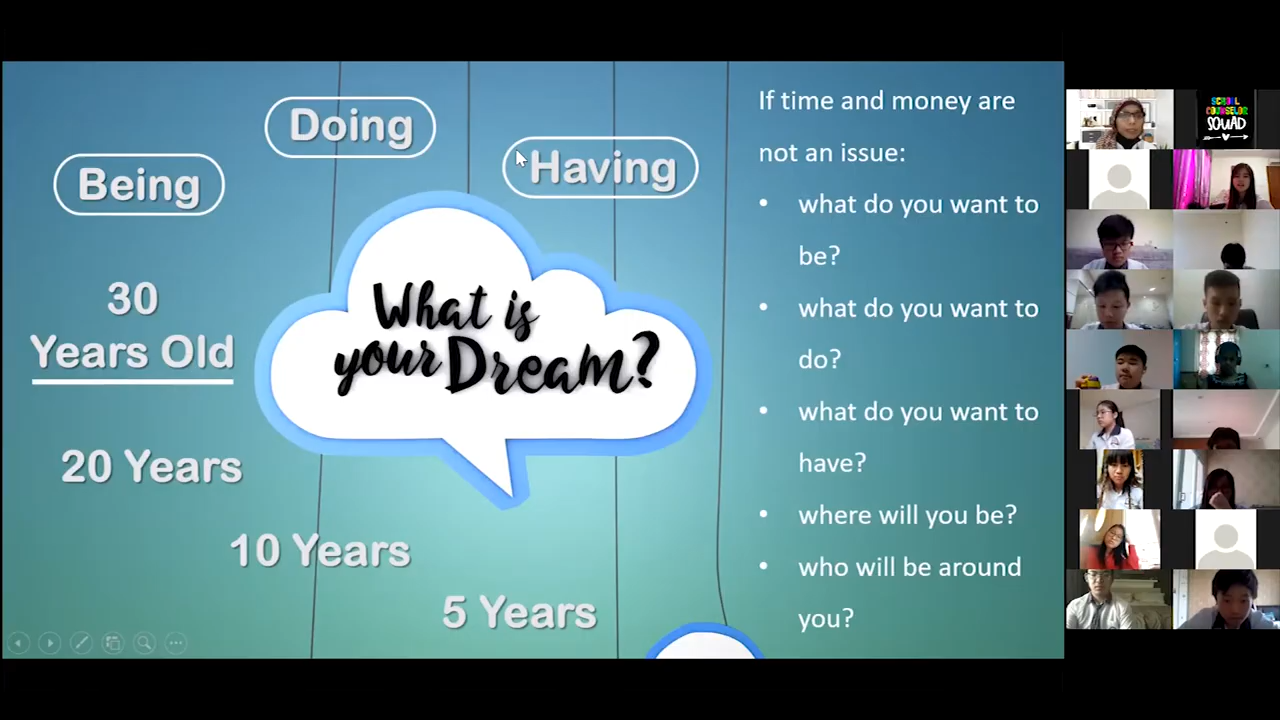 Doing
Having
Being
30
Years Old
What is
your Dream?
20 Years
10 Years
5 Years
If time and money are
not an issue:
• what do you want to
be?
• what do you want to
do?
• what do you want to
have?
• where will you be?
• who will be around
you?
SCHOOL
COUNSELOR
SQUAD